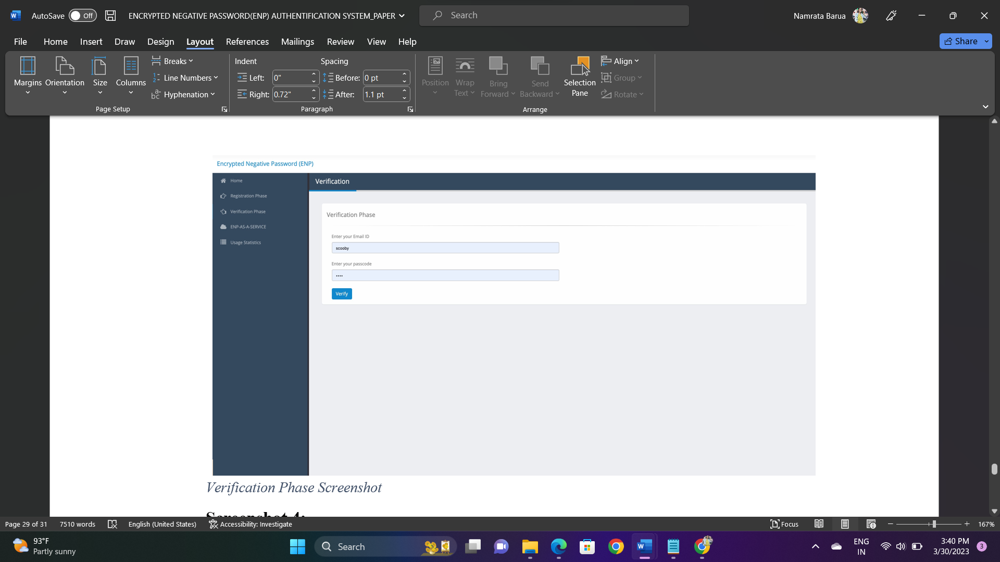 AutoSave Off ENCRYPTED NEGATIVE PASSWORD(ENP) AUTHENTIFICATION SYSTEM_PAPER Search Namrata Barua
File Home Insert Draw Design Layout References Mailings Review View Help Share
Margins Orientation Size Columns
Breaks
Line Numbers
Hyphenation
Page Setup
Indent Spacing
Left: 0" Before: 0 pt
Right: 0.72" After: 1.1 pt
Paragraph
Position Wrap Text Bring Forward Send Backward Selection Pane
Align
Group
Rotate
Arrange
Encrypted Negative Password (ENP)
Home
Registration Phase
Verification Phase
ENP-AS-A-SERVICE
Usage Statistics
Verification
Verification Phase
Enter your Email ID
scooby
Enter your passcode
••••
Verify
Verification Phase Screenshot
Screenshot 4:
Page 29 of 31 7510 words English (United States) Accessibility: Investigate Focus 167%
93°F
Partly sunny
Search
ENG
IN
3:40 PM
3/30/2023
3